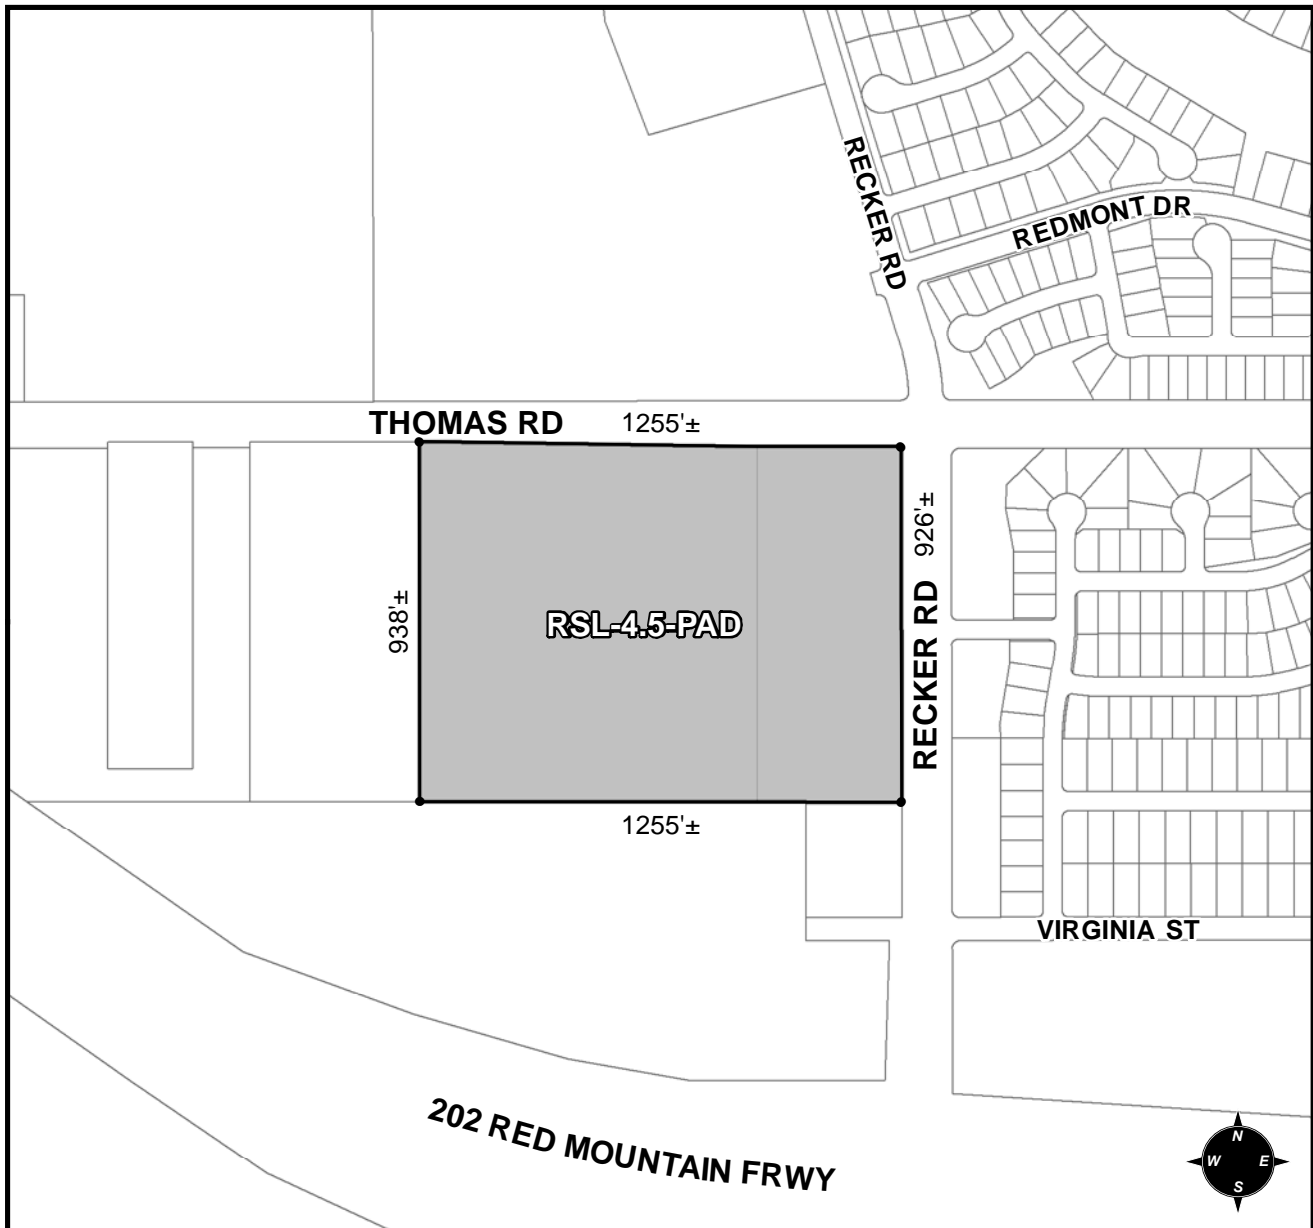 RECKER RD
REDMONT DR
THOMAS RD
1255'±
926'±
938'±
RSL-4.5-PAD
RECKER RD
1255'±
VIRGINIA ST
202 RED MOUNTAIN FRWY
N
W E
S